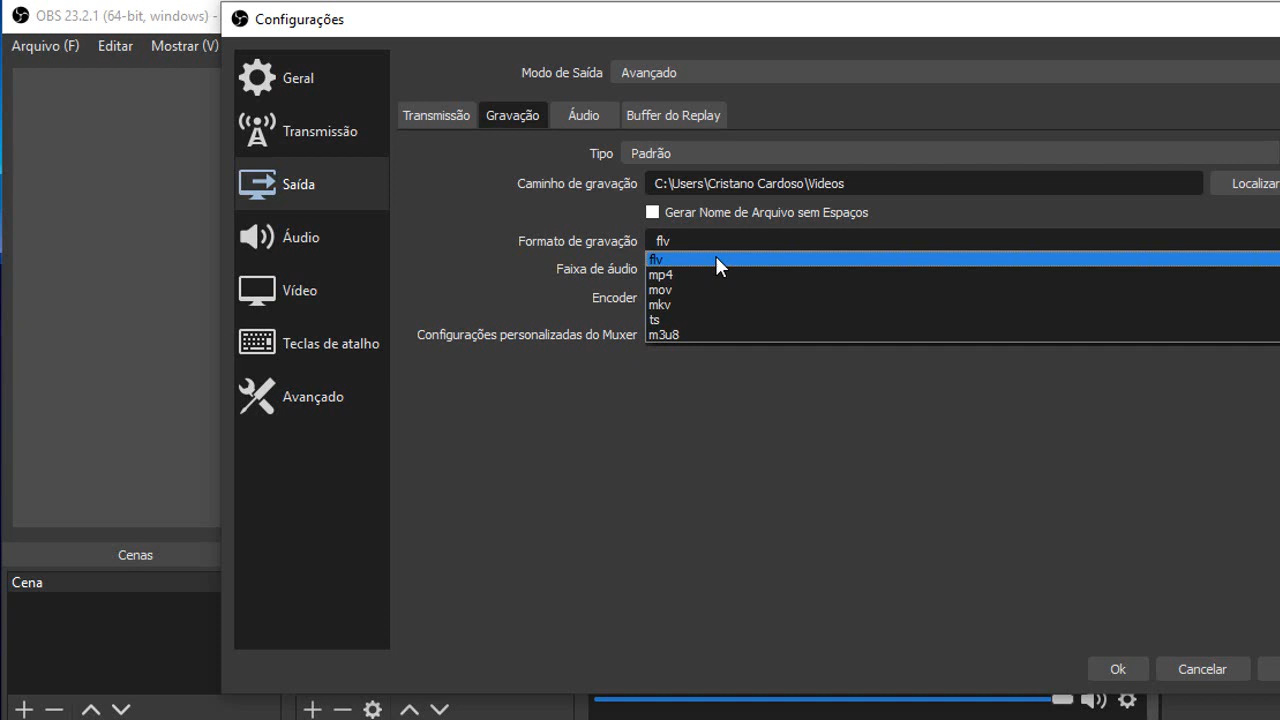 OBS 23.2.1 (64-bit, windows) -
Configurações
Arquivo (F) Editar Mostrar (V)
Geral
Transmissão
Saída
Áudio
Vídeo
Teclas de atalho
Avançado
Modo de Saída Avançado
Transmissão Gravação Áudio Buffer do Replay
Tipo Padrão
Caminho de gravação C:\Users\Cristano Cardoso\Videos Localizar
Gerar Nome de Arquivo sem Espaços
Formato de gravação flv
flv
Faixa de áudio
mp4
mov
Encoder
mkv
ts
Configurações personalizadas do Muxer
m3u8
Cenas
Cena
Ok Cancelar